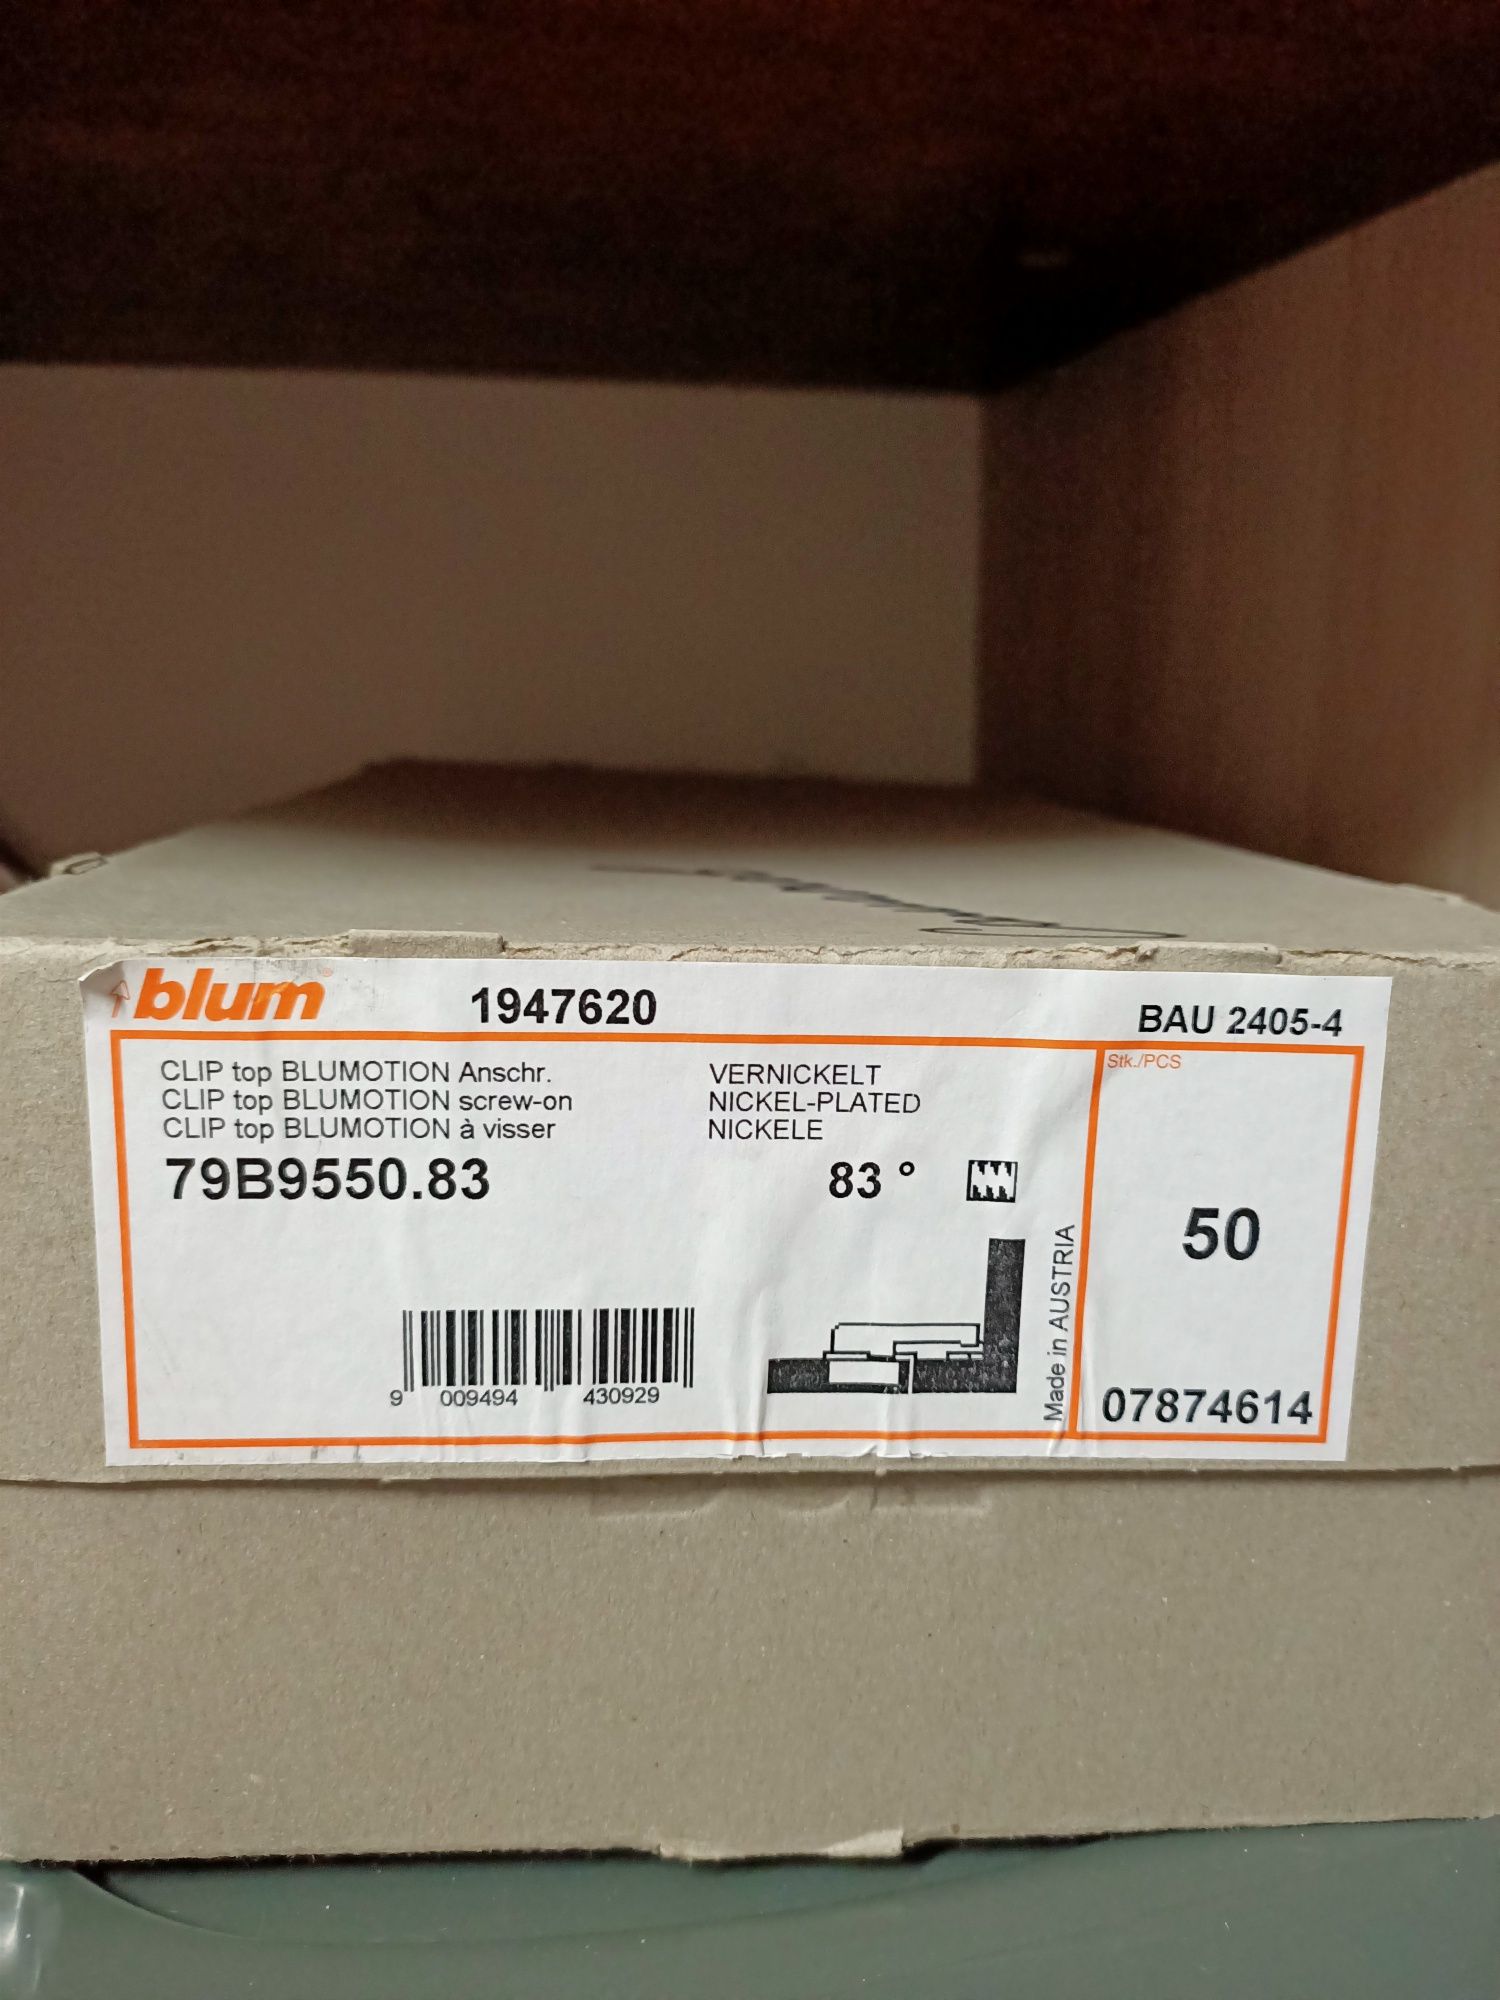 blum
1947620
BAU 2405-4
CLIP top BLUMOTION Anschr.
CLIP top BLUMOTION screw-on
CLIP top BLUMOTION à visser
VERNICKELT
NICKEL-PLATED
NICKELE
79B9550.83
83 °
Stk./PCS
50
Made in AUSTRIA
9 009494 430929
07874614